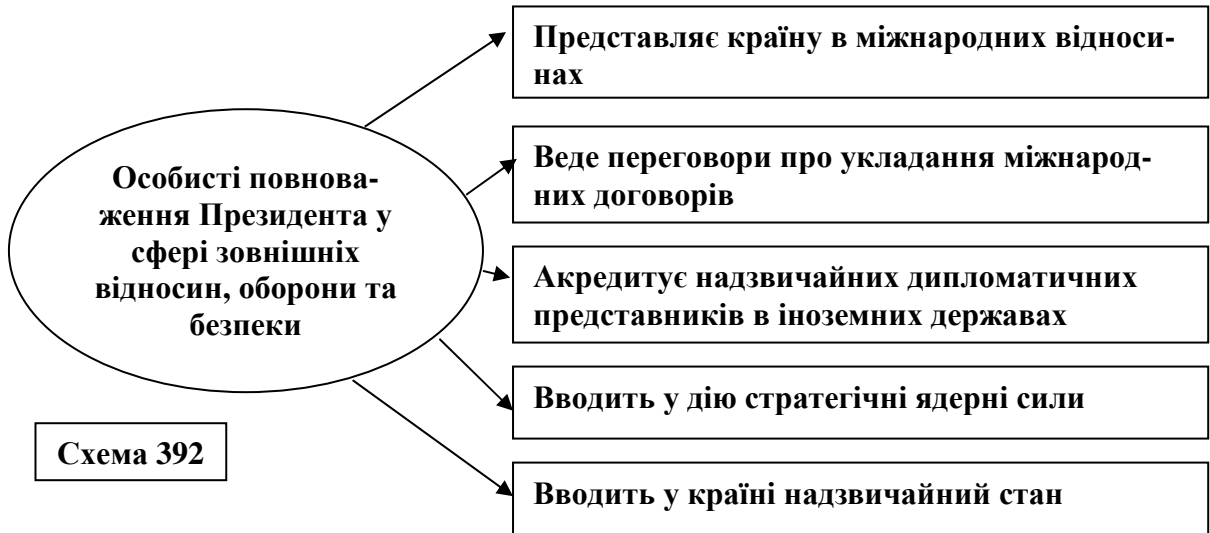 Особисті повнова-
ження Президента у
сфері зовнішніх
відносин, оборони та
безпеки
Представляє країну в міжнародних відноси-
нах
Веде переговори про укладання міжнарод-
них договорів
Акредитує надзвичайних дипломатичних
представників в іноземних державах
Вводить у дію стратегічні ядерні сили
Вводить у країні надзвичайний стан
Схема 392